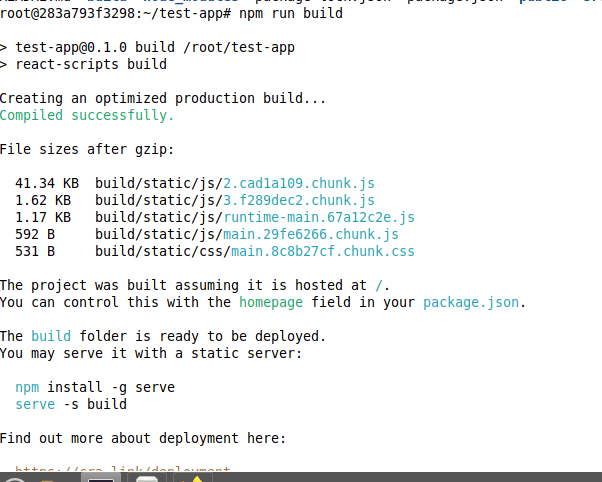 root@283a793f3298:~/test-app# npm run build
> test-app@0.1.0 build /root/test-app
> react-scripts build
Creating an optimized production build...
Compiled successfully.
File sizes after gzip:
41.34 KB  build/static/js/2.cad1a109.chunk.js
1.62 KB   build/static/js/3.f289dec2.chunk.js
1.17 KB   build/static/js/runtime-main.67a12c2e.js
592 B     build/static/js/main.29fe6266.chunk.js
531 B     build/static/css/main.8c8b27cf.chunk.css
The project was built assuming it is hosted at /.
You can control this with the homepage field in your package.json.
The build folder is ready to be deployed.
You may serve it with a static server:
npm install -g serve
serve -s build
Find out more about deployment here:
https://cra.link/deployment